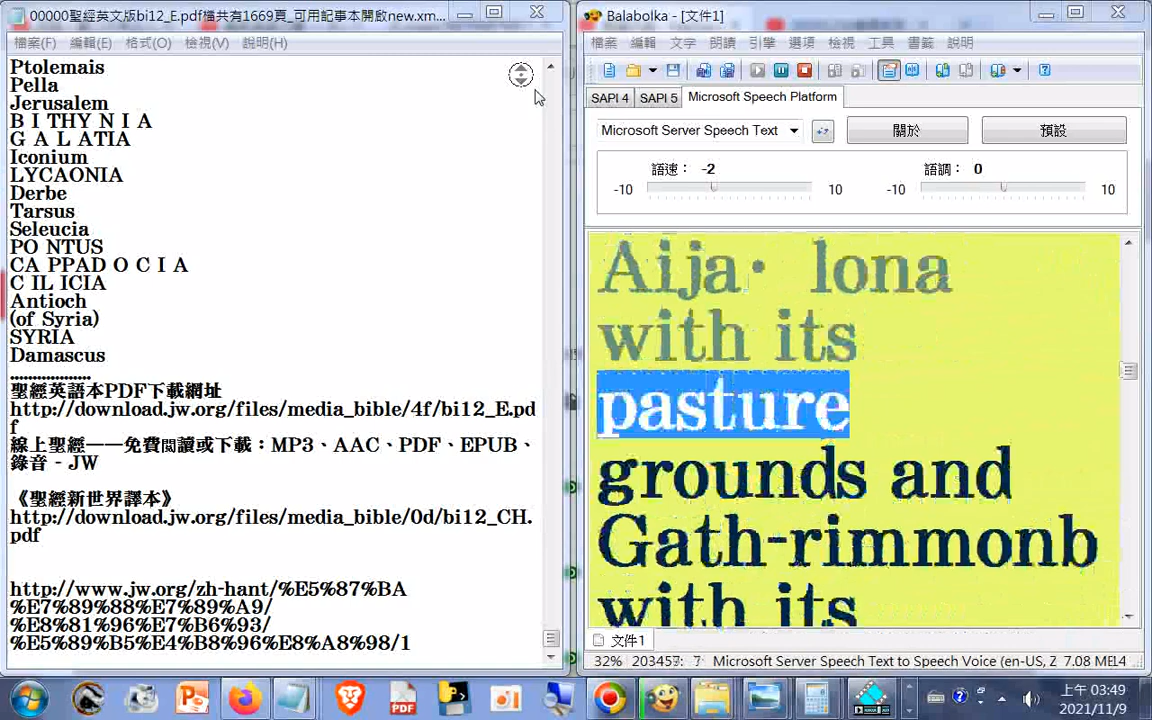 00000聖經英文版bi12_E.pdf檔共有1669頁_可用記事本開啟new.xm...
檔案(F) 編輯(E) 格式(O) 檢視(V) 說明(H)
Ptolemais
Pella
Jerusalem
B I THY N I A
G A L ATIA
Iconium
LYCAONIA
Derbe
Tarsus
Seleucia
PO NTUS
CA PPAD O C I A
C IL ICIA
Antioch
(of Syria)
SYRIA
Damascus
..................
聖經英語本PDF下載網址
http://download.jw.org/files/media_bible/4f/bi12_E.pd
f
線上聖經——免費閱讀或下載：MP3、AAC、PDF、EPUB、
錄音 - JW
《聖經新世界譯本》
http://download.jw.org/files/media_bible/0d/bi12_CH.
pdf
http://www.jw.org/zh-hant/%E5%87%BA
%E7%89%88%E7%89%A9/
%E8%81%96%E7%B6%93/
%E5%89%B5%E4%B8%96%E8%A8%98/1
Balabolka - [文件1]
檔案 編輯 文字 朗讀 引擎 選項 檢視 工具 書籤 說明
SAPI 4 SAPI 5 Microsoft Speech Platform
Microsoft Server Speech Text 關於 預設
語速： -2 語調： 0
-10 10 -10 10
Aija· lona
with its
pasture
grounds and
Gath-rimmonb
with its
文件1
32% 203457: 7 Microsoft Server Speech Text to Speech Voice (en-US, Z 7.08 ME14
PDF
上午 03:49
2021/11/9